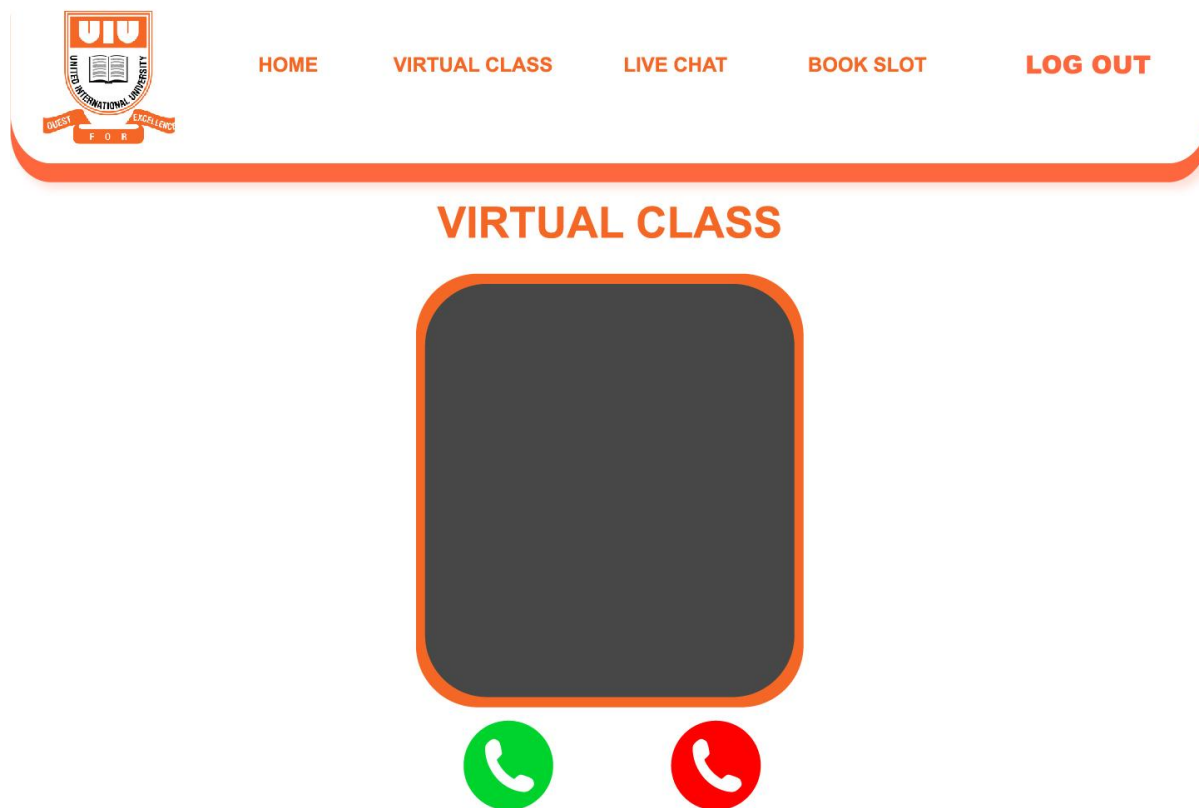 UIU
UNITED INTERNATIONAL UNIVERSITY
QUEST FOR EXCELLENCE
HOME VIRTUAL CLASS LIVE CHAT BOOK SLOT LOG OUT
VIRTUAL CLASS